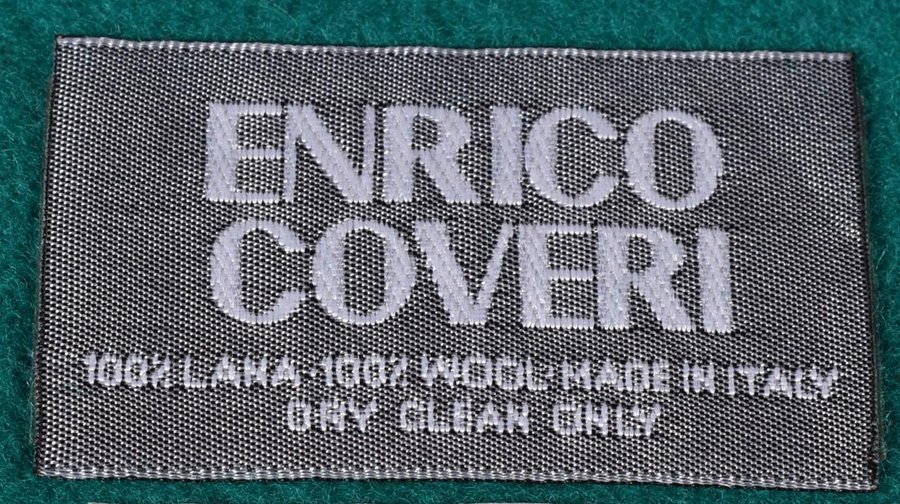 ENRICO
COVERI
100% LANA·100% WOOL·MADE IN ITALY
DRY CLEAN ONLY